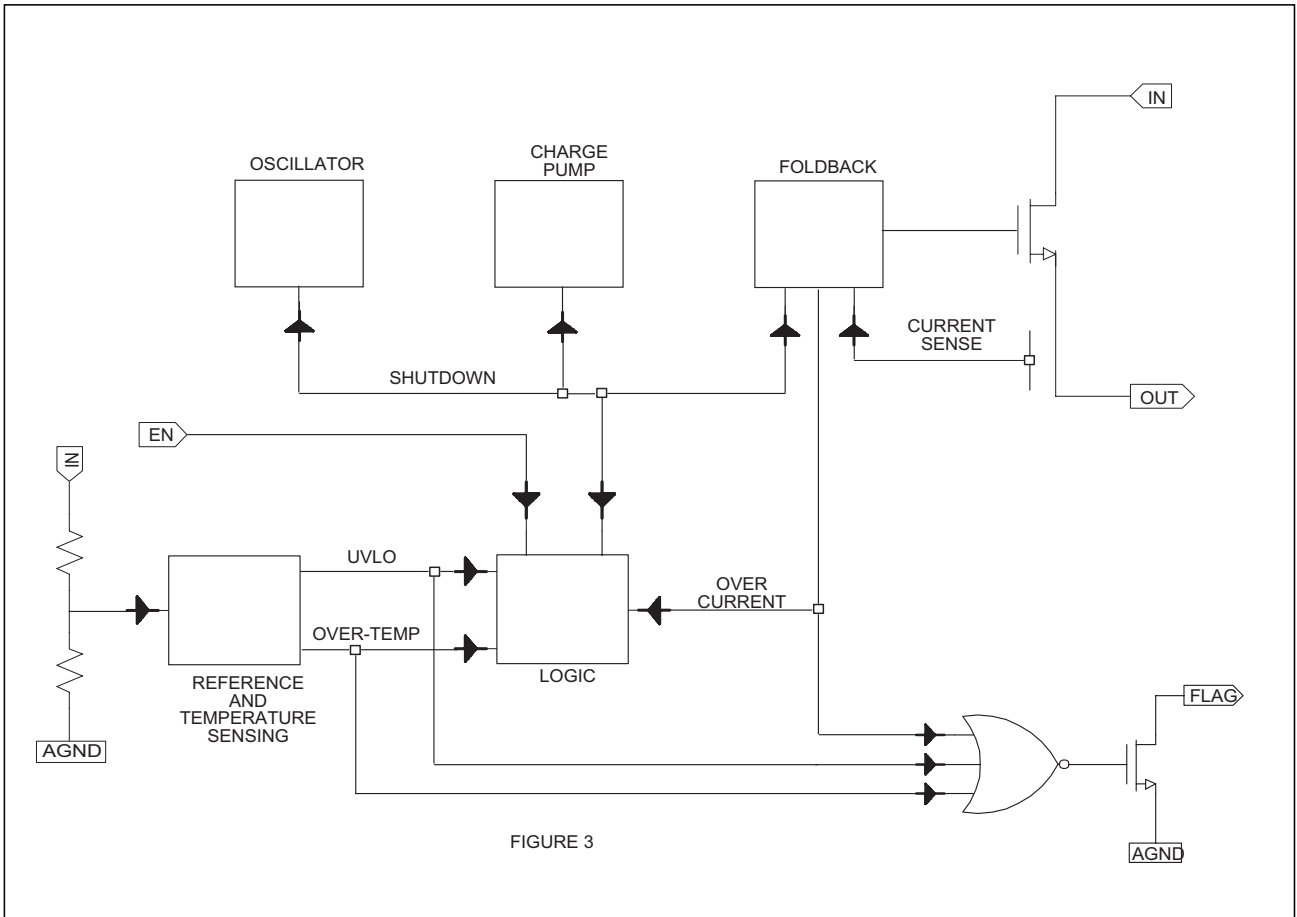 IN
OSCILLATOR
CHARGE
PUMP
FOLDBACK
CURRENT
SENSE
SHUTDOWN
OUT
EN
IN
UVLO
OVER
CURRENT
OVER-TEMP
LOGIC
REFERENCE
AND
TEMPERATURE
SENSING
FLAG
AGND
FIGURE 3
AGND